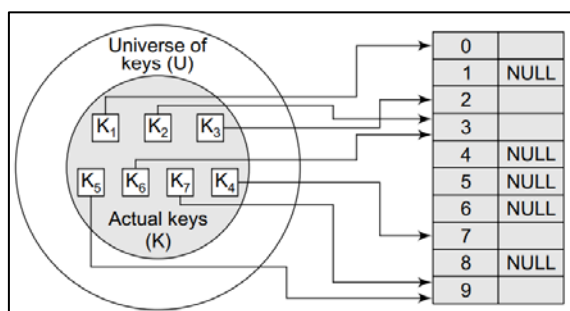 Universe of
keys (U)
K₁ K₂ K₃
K₅ K₆ K₇ K₄
Actual keys
(K)
0
1 NULL
2
3
4 NULL
5 NULL
6 NULL
7
8 NULL
9